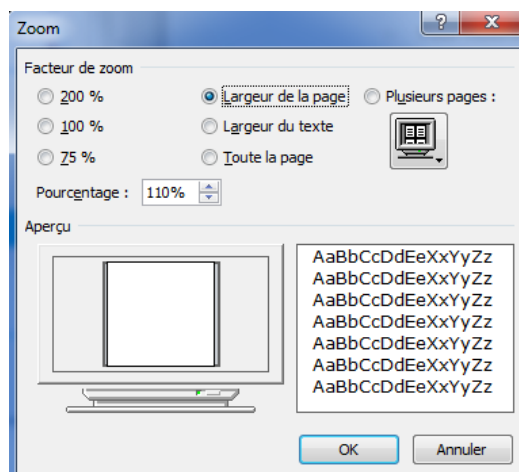 Zoom
Facteur de zoom
200 %
Largeur de la page
Plusieurs pages :
100 %
Largeur du texte
75 %
Toute la page
Pourcentage :
110%
Aperçu
AaBbCcDdEeXxYyZz
AaBbCcDdEeXxYyZz
AaBbCcDdEeXxYyZz
AaBbCcDdEeXxYyZz
AaBbCcDdEeXxYyZz
AaBbCcDdEeXxYyZz
AaBbCcDdEeXxYyZz
OK
Annuler